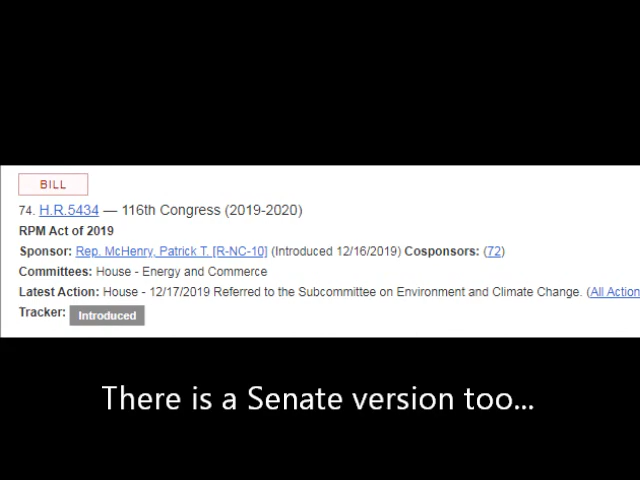 BILL
74. H.R.5434 — 116th Congress (2019-2020)
RPM Act of 2019
Sponsor: Rep. McHenry, Patrick T. [R-NC-10] (Introduced 12/16/2019) Cosponsors: (72)
Committees: House - Energy and Commerce
Latest Action: House - 12/17/2019 Referred to the Subcommittee on Environment and Climate Change. (All Action
Tracker: Introduced
There is a Senate version too...